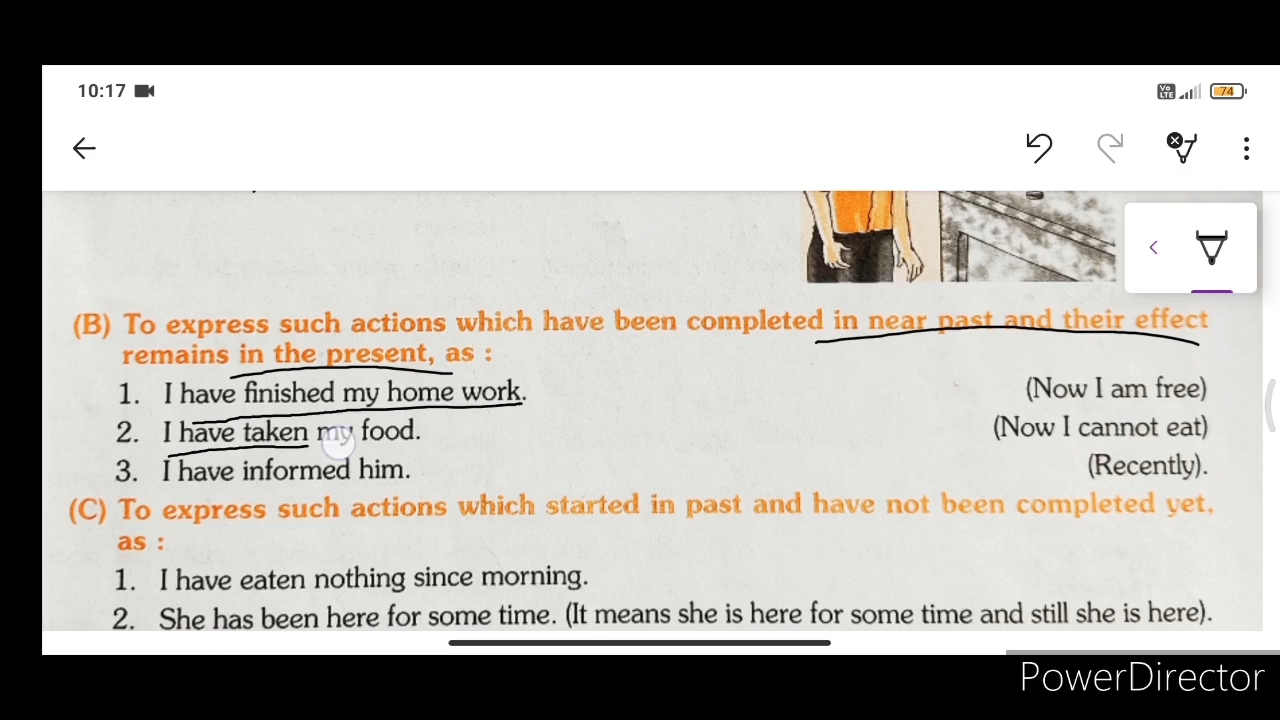 10:17
Vo LTE 74
(B) To express such actions which have been completed in near past and their effect
remains in the present, as :
1. I have finished my home work. (Now I am free)
2. I have taken my food. (Now I cannot eat)
3. I have informed him. (Recently).
(C) To express such actions which started in past and have not been completed yet,
as :
1. I have eaten nothing since morning.
2. She has been here for some time. (It means she is here for some time and still she is here).
PowerDirector